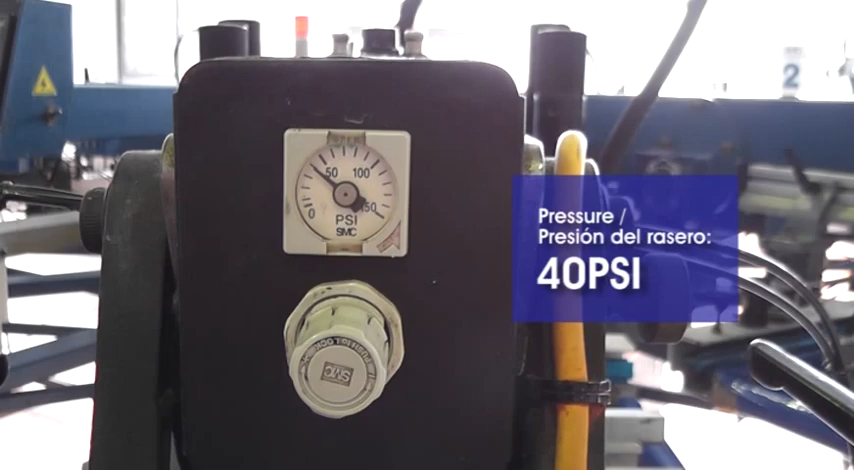 2
50 100
0 150
PSI
SMC
Pressure /
Presión del rasero:
40PSI
SMC